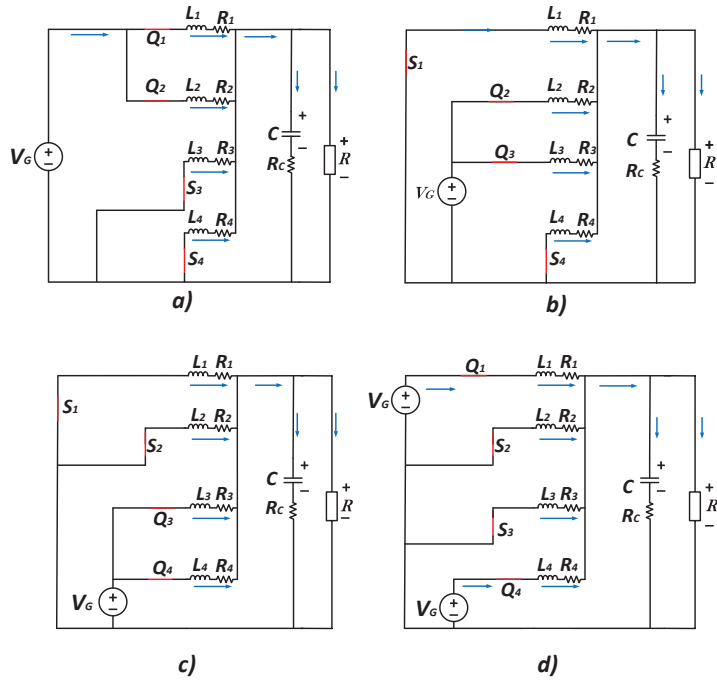 L1 R1
Q1
Q2 L2 R2
VG + − L3 R3 C + − RC + R −
S3
L4 R4
S4
a)
L1 R1
S1
Q2 L2 R2
Q3 L3 R3 C + − RC + R −
VG + −
L4 R4
S4
b)
L1 R1
S1
L2 R2
S2
L3 R3 C + − RC + R −
Q3
Q4 L4 R4
VG + −
c)
Q1 L1 R1
VG + −
L2 R2
S2
L3 R3 C + − RC + R −
S3
L4 R4
Q4
VG + −
d)